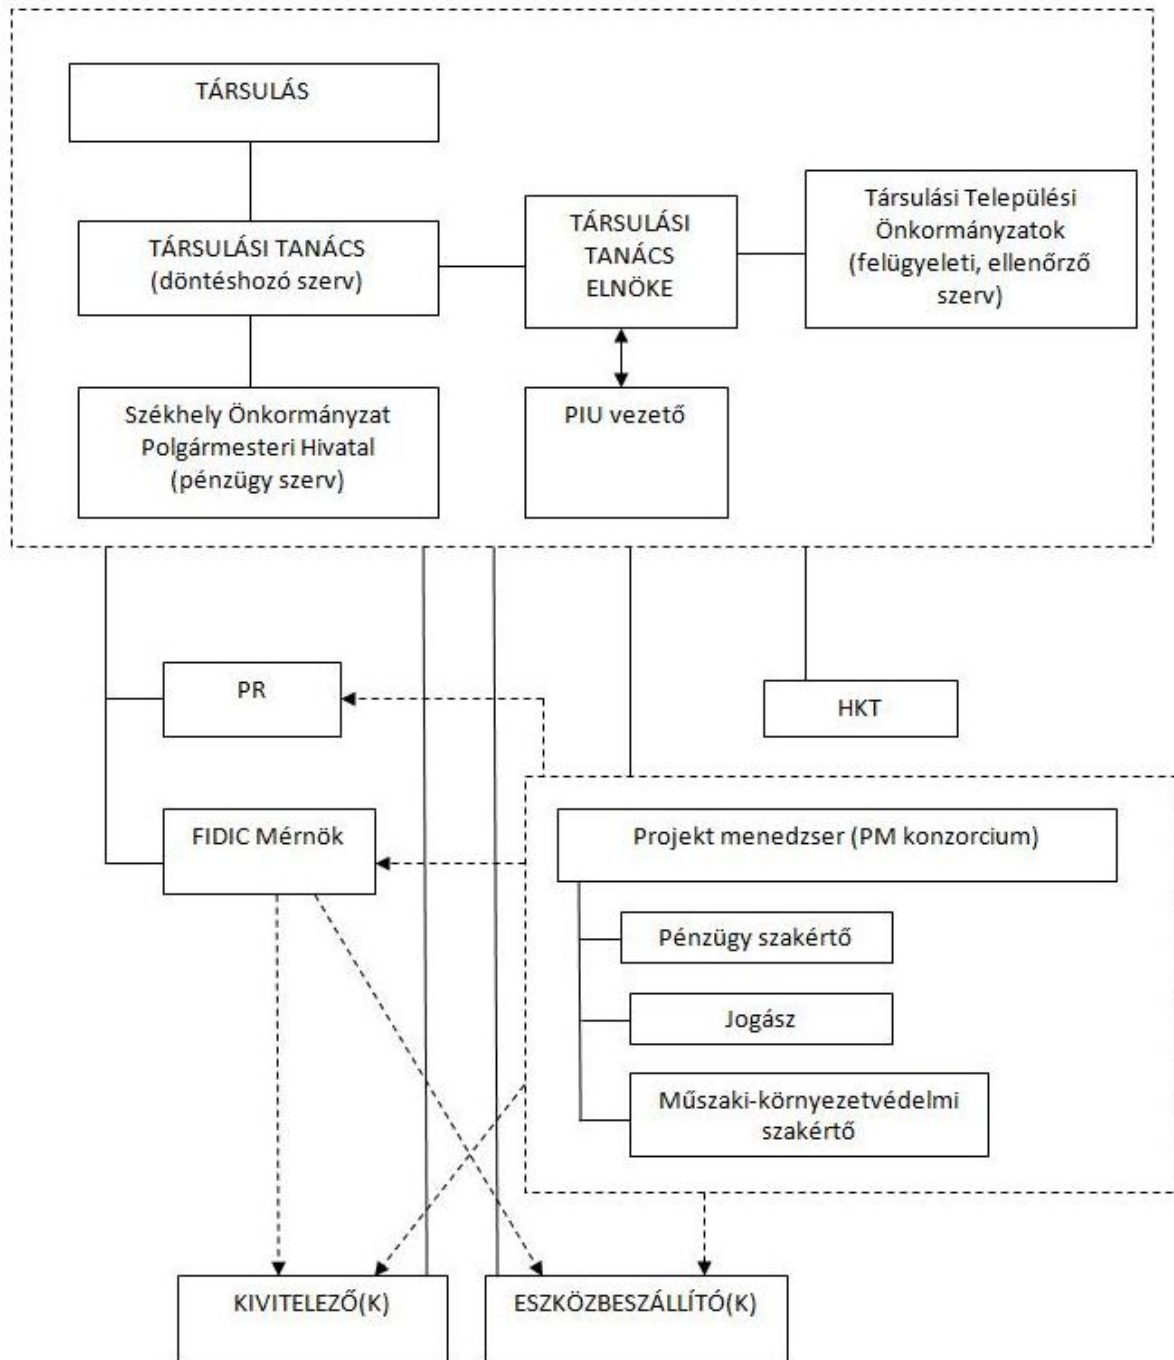 TÁRSULÁS
TÁRSULÁSI TANÁCS
(döntéshozó szerv)
TÁRSULÁSI
TANÁCS
ELNÖKE
Társulási Települési
Önkormányzatok
(felügyeleti, ellenőrző
szerv)
Székhely Önkormányzat
Polgármesteri Hivatal
(pénzügy szerv)
PIU vezető
PR
HKT
FIDIC Mérnök
Projekt menedzser (PM konzorcium)
Pénzügy szakértő
Jogász
Műszaki-környezetvédelmi
szakértő
KIVITELEZŐ(K)
ESZKÖZBESZÁLLÍTÓ(K)